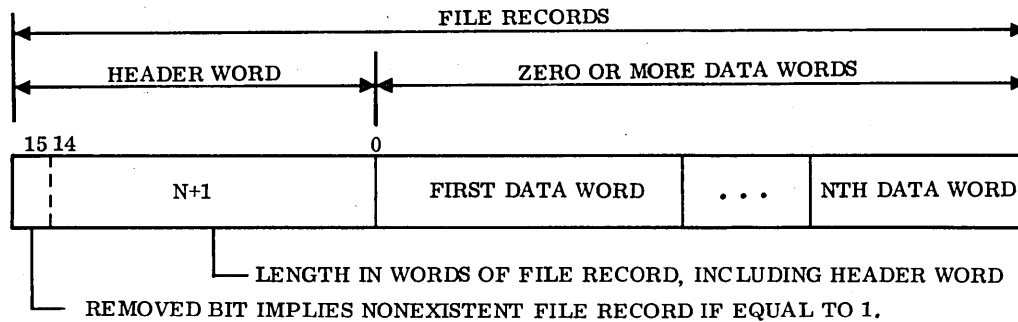 FILE RECORDS
HEADER WORD
ZERO OR MORE DATA WORDS
15 14
0
N+1
FIRST DATA WORD
...
NTH DATA WORD
LENGTH IN WORDS OF FILE RECORD, INCLUDING HEADER WORD
REMOVED BIT IMPLIES NONEXISTENT FILE RECORD IF EQUAL TO 1.